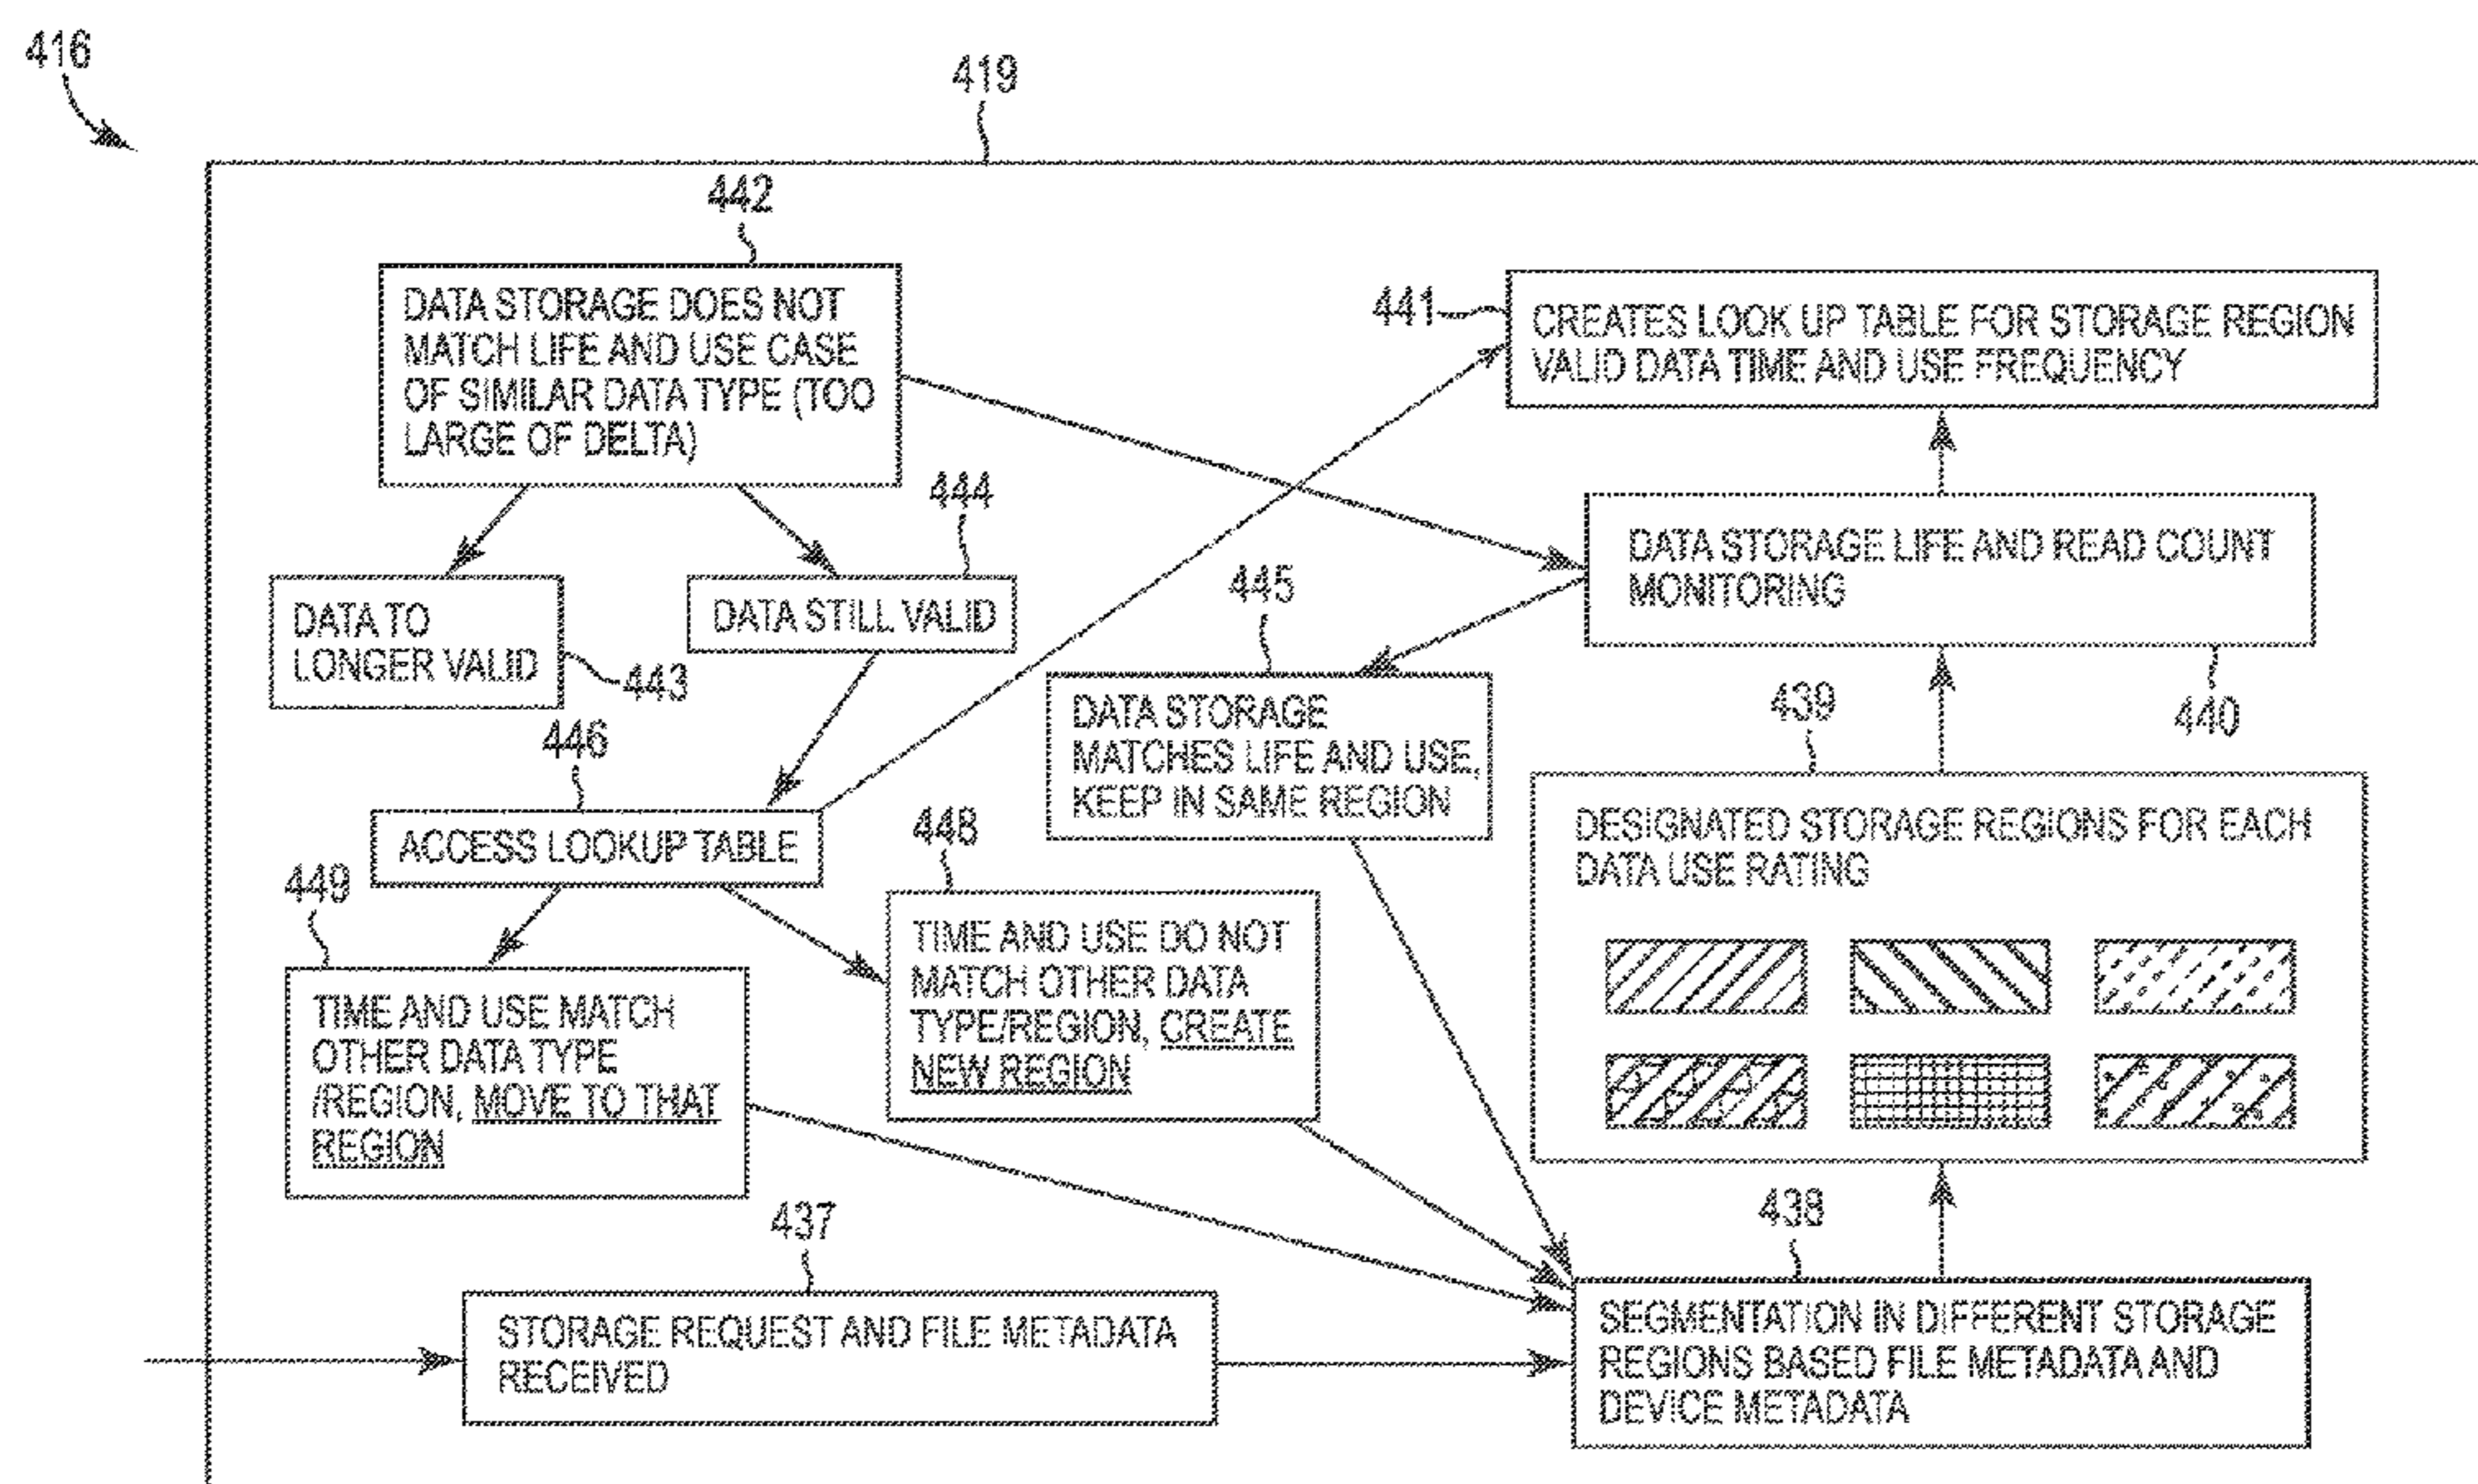 416
419
442
DATA STORAGE DOES NOT
MATCH LIFE AND USE CASE
OF SIMILAR DATA TYPE (TOO
LARGE OF DELTA)
441
CREATES LOOK UP TABLE FOR STORAGE REGION
VALID DATA TIME AND USE FREQUENCY
444
DATA STORAGE LIFE AND READ COUNT
MONITORING
440
DATA TO
LONGER VALID
443
DATA STILL VALID
445
DATA STORAGE
MATCHES LIFE AND USE,
KEEP IN SAME REGION
439
DESIGNATED STORAGE REGIONS FOR EACH
DATA USE RATING
446
ACCESS LOOKUP TABLE
448
TIME AND USE DO NOT
MATCH OTHER DATA
TYPE/REGION, CREATE
NEW REGION
449
TIME AND USE MATCH
OTHER DATA TYPE
/REGION, MOVE TO THAT
REGION
437
STORAGE REQUEST AND FILE METADATA
RECEIVED
438
SEGMENTATION IN DIFFERENT STORAGE
REGIONS BASED FILE METADATA AND
DEVICE METADATA